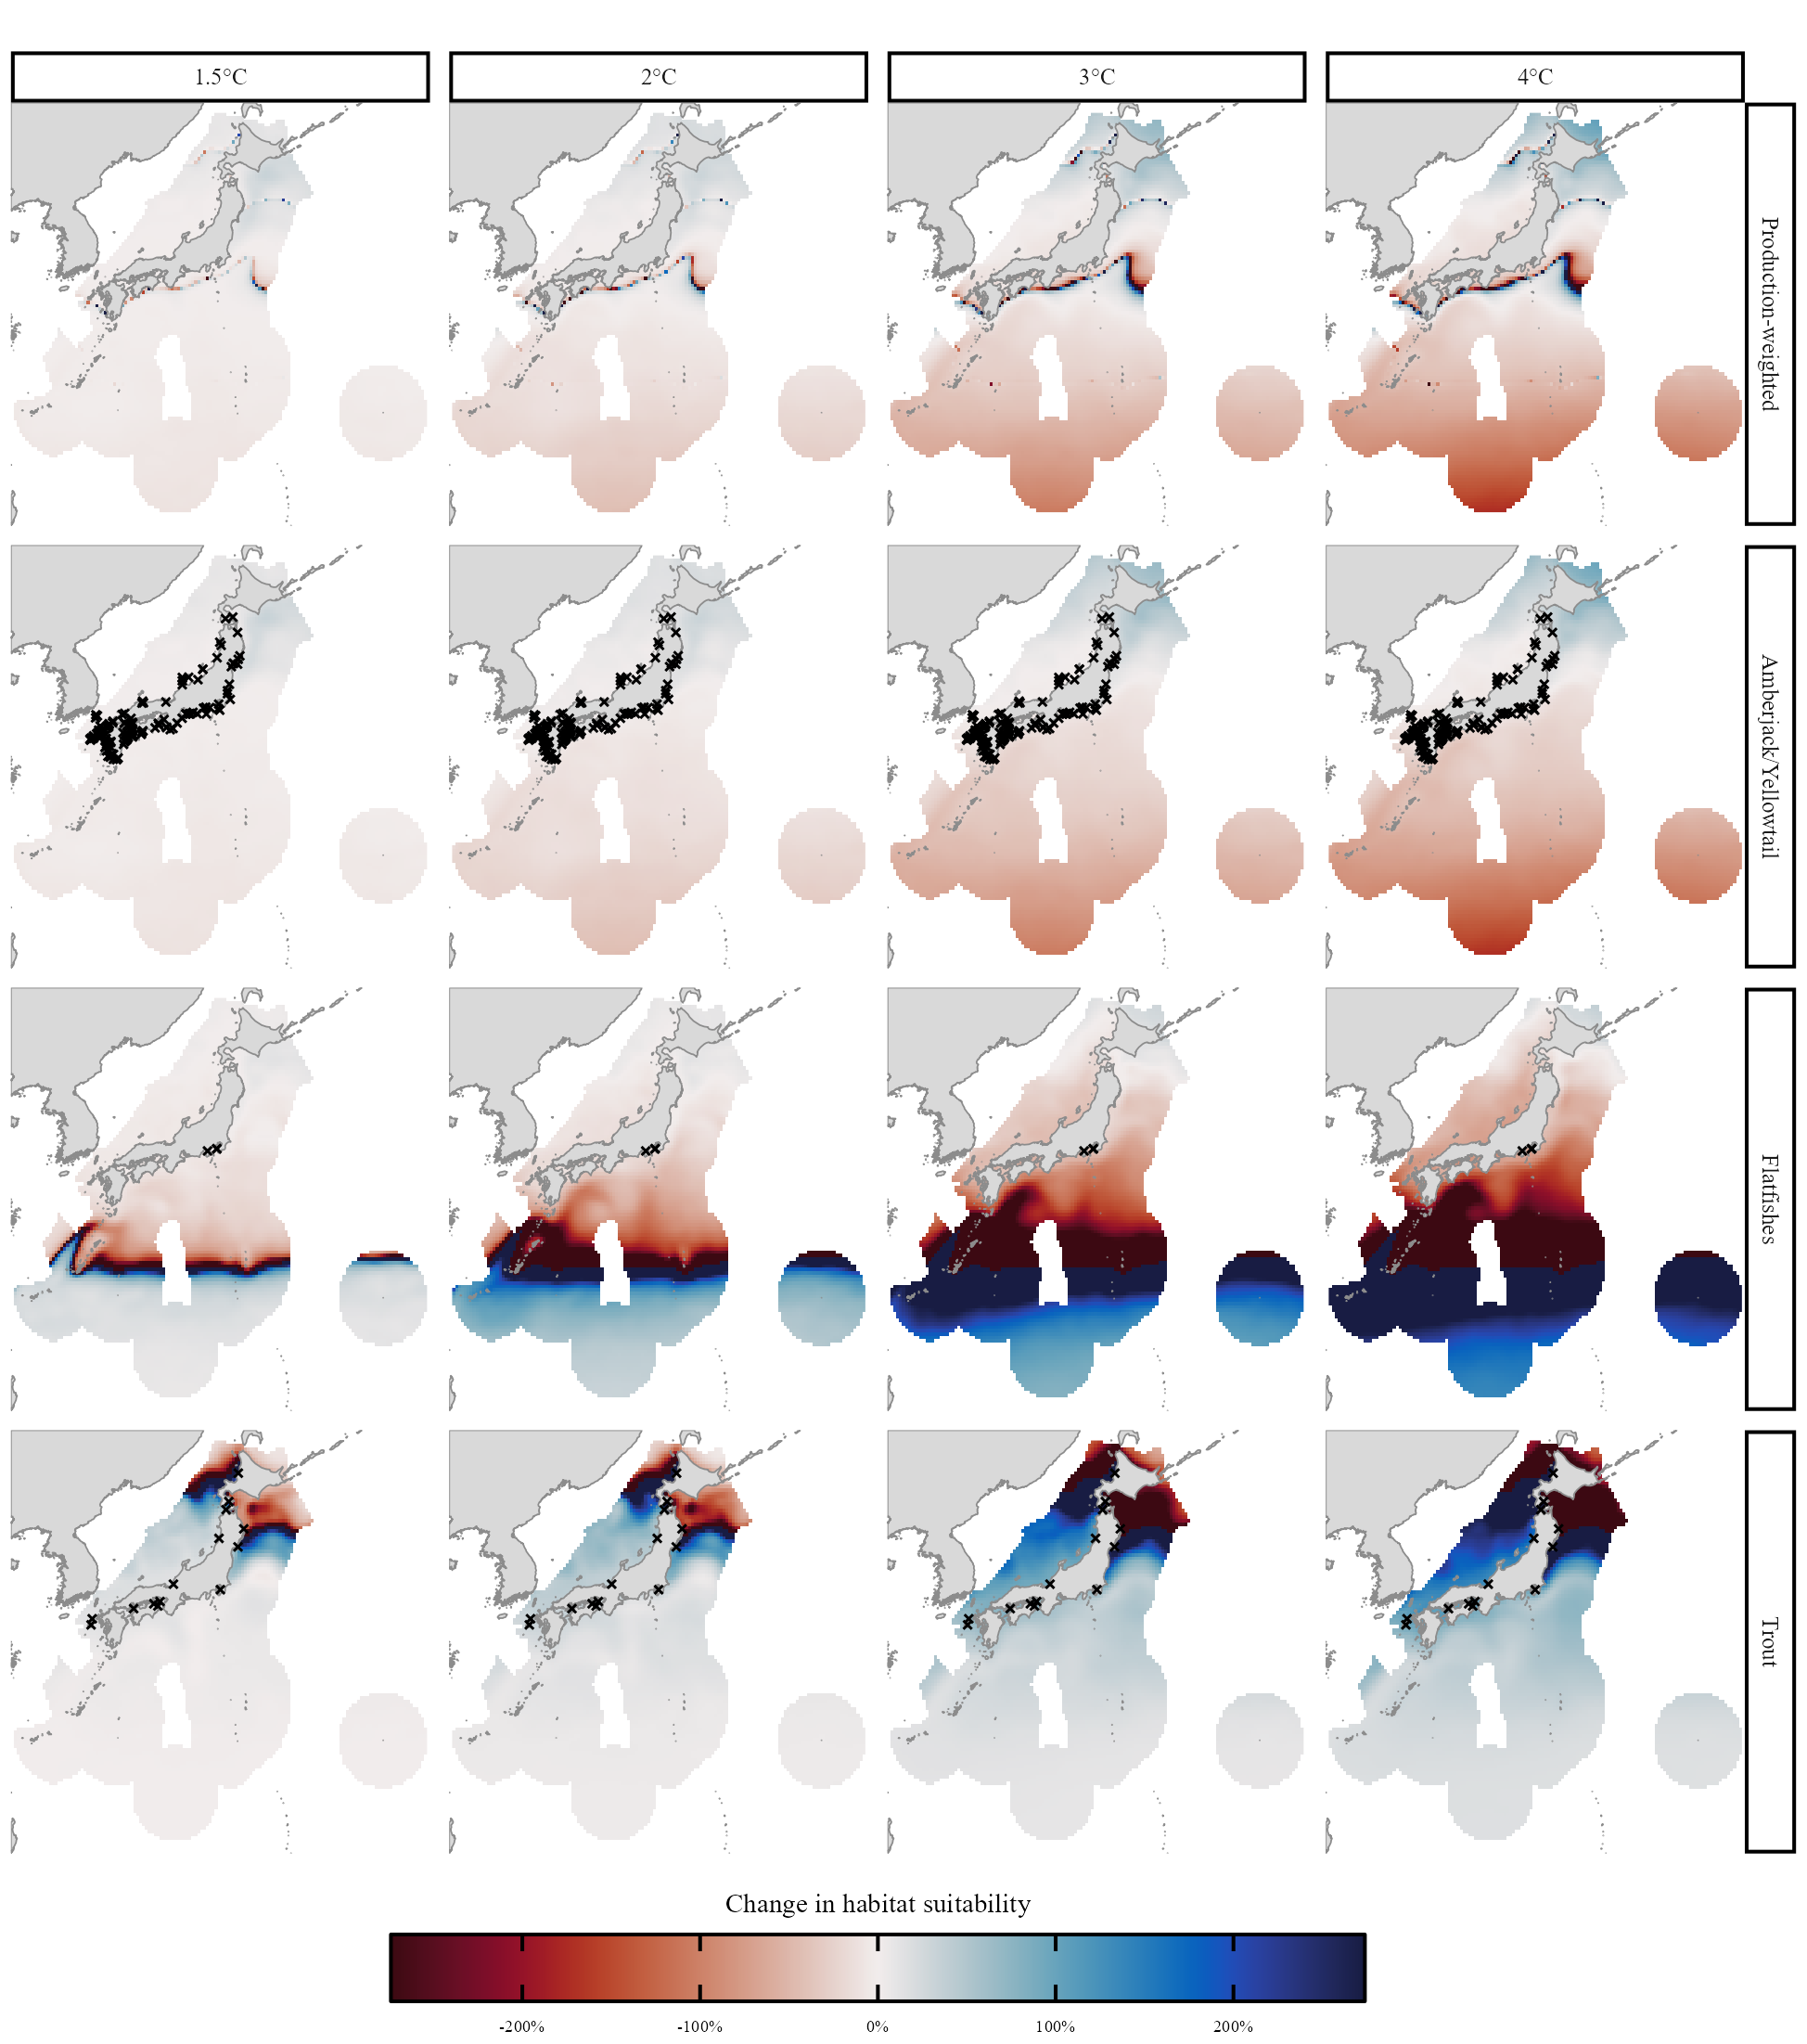 1.5°C
2°C
3°C
4°C
Production-weighted
Amberjack/Yellowtail
Flatfishes
Trout
Change in habitat suitability
-200%
-100%
0%
100%
200%